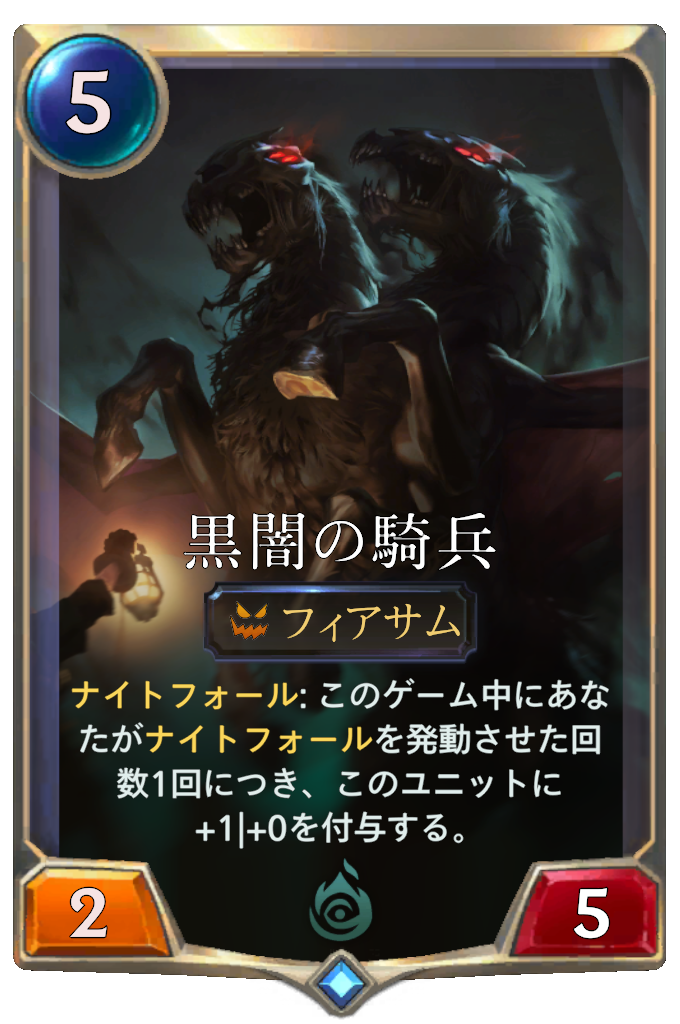 5
黒闇の騎兵
フィアサム
ナイトフォール: このゲーム中にあな
たがナイトフォールを発動させた回
数1回につき、このユニットに
+1|+0を付与する。
2
5